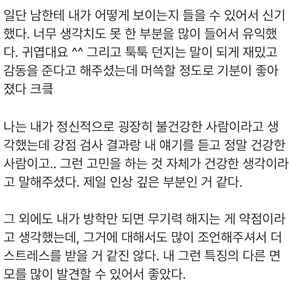 일단 남한테 내가 어떻게 보이는지 들을 수 있어서 신기
했다. 너무 생각치도 못 한 부분을 많이 들어서 유익했
다. 귀엽대요 ^^ 그리고 툭툭 던지는 말이 되게 재밌고
감동을 준다고 해주셨는데 머쓱할 정도로 기분이 좋아
졌다 크큽
나는 내가 정신적으로 굉장히 불건강한 사람이라고 생
각했는데 강점 검사 결과랑 내 얘기를 듣고 정말 건강한
사람이고.. 그런 고민을 하는 것 자체가 건강한 생각이라
고 말해주셨다. 제일 인상 깊은 부분인 거 같다.
그 외에도 내가 방학만 되면 무기력 해지는 게 약점이라
고 생각했는데, 그거에 대해서도 많이 조언해주셔서 더
스트레스를 받을 거 같진 않다. 내 그런 특징의 다른 면
모를 많이 발견할 수 있어서 좋았다.